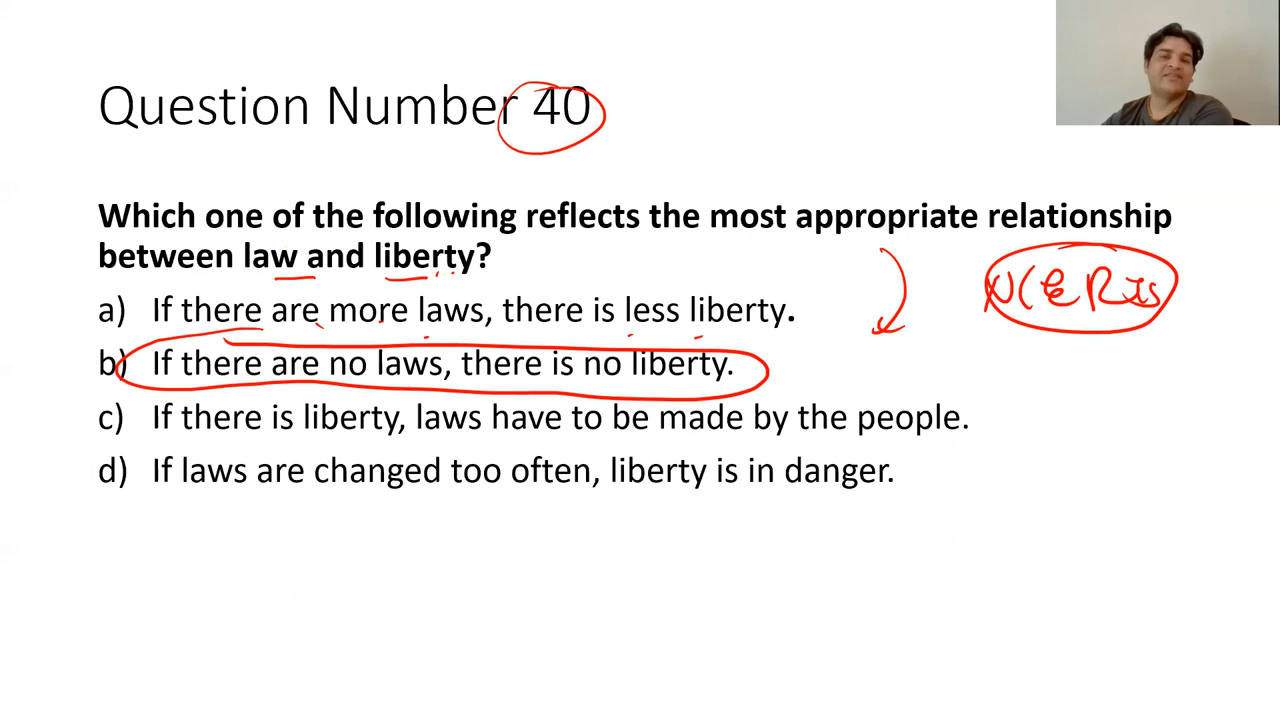 Question Number 40
Which one of the following reflects the most appropriate relationship
between law and liberty?
NCERTs
a) If there are more laws, there is less liberty.
b) If there are no laws, there is no liberty.
c) If there is liberty, laws have to be made by the people.
d) If laws are changed too often, liberty is in danger.